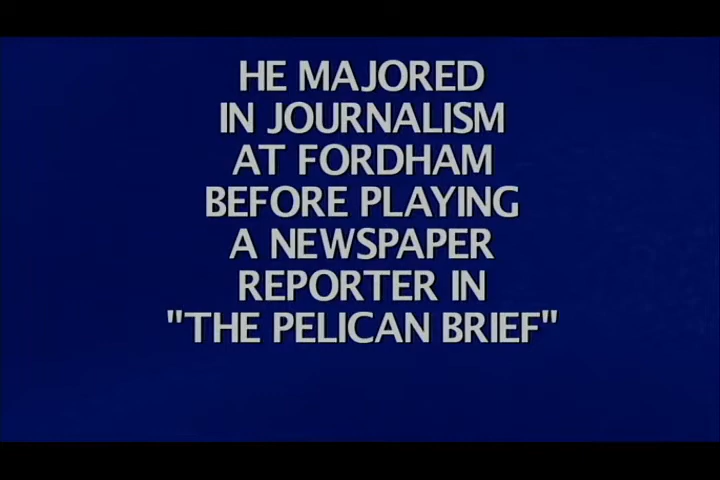 HE MAJORED
IN JOURNALISM
AT FORDHAM
BEFORE PLAYING
A NEWSPAPER
REPORTER IN
"THE PELICAN BRIEF"